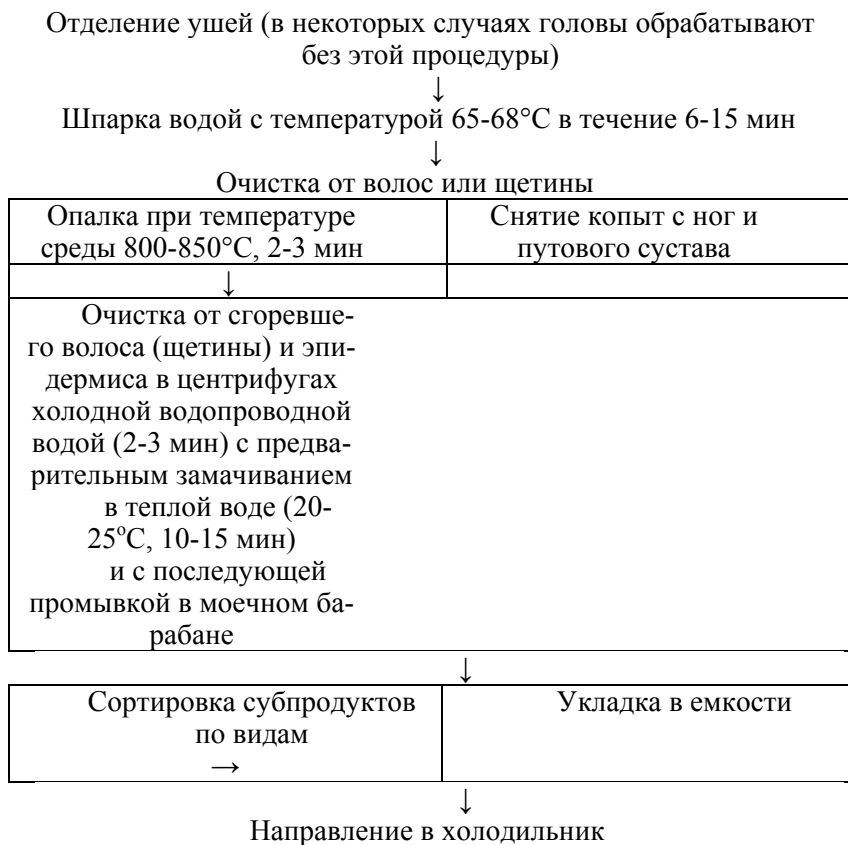 Отделение ушей (в некоторых случаях головы обрабатывают
без этой процедуры)
↓
Шпарка водой с температурой 65-68°С в течение 6-15 мин
↓
Очистка от волос или щетины
Опалка при температуре
среды 800-850°С, 2-3 мин
Снятие копыт с ног и
путового сустава
↓
Очистка от сгоревше-
го волоса (щетины) и эпи-
дермиса в центрифугах
холодной водопроводной
водой (2-3 мин) с предва-
рительным замачиванием
в теплой воде (20-
25°С, 10-15 мин)
и с последующей
промывкой в моечном ба-
рабане
↓
Сортировка субпродуктов
по видам
→
Укладка в емкости
↓
Направление в холодильник